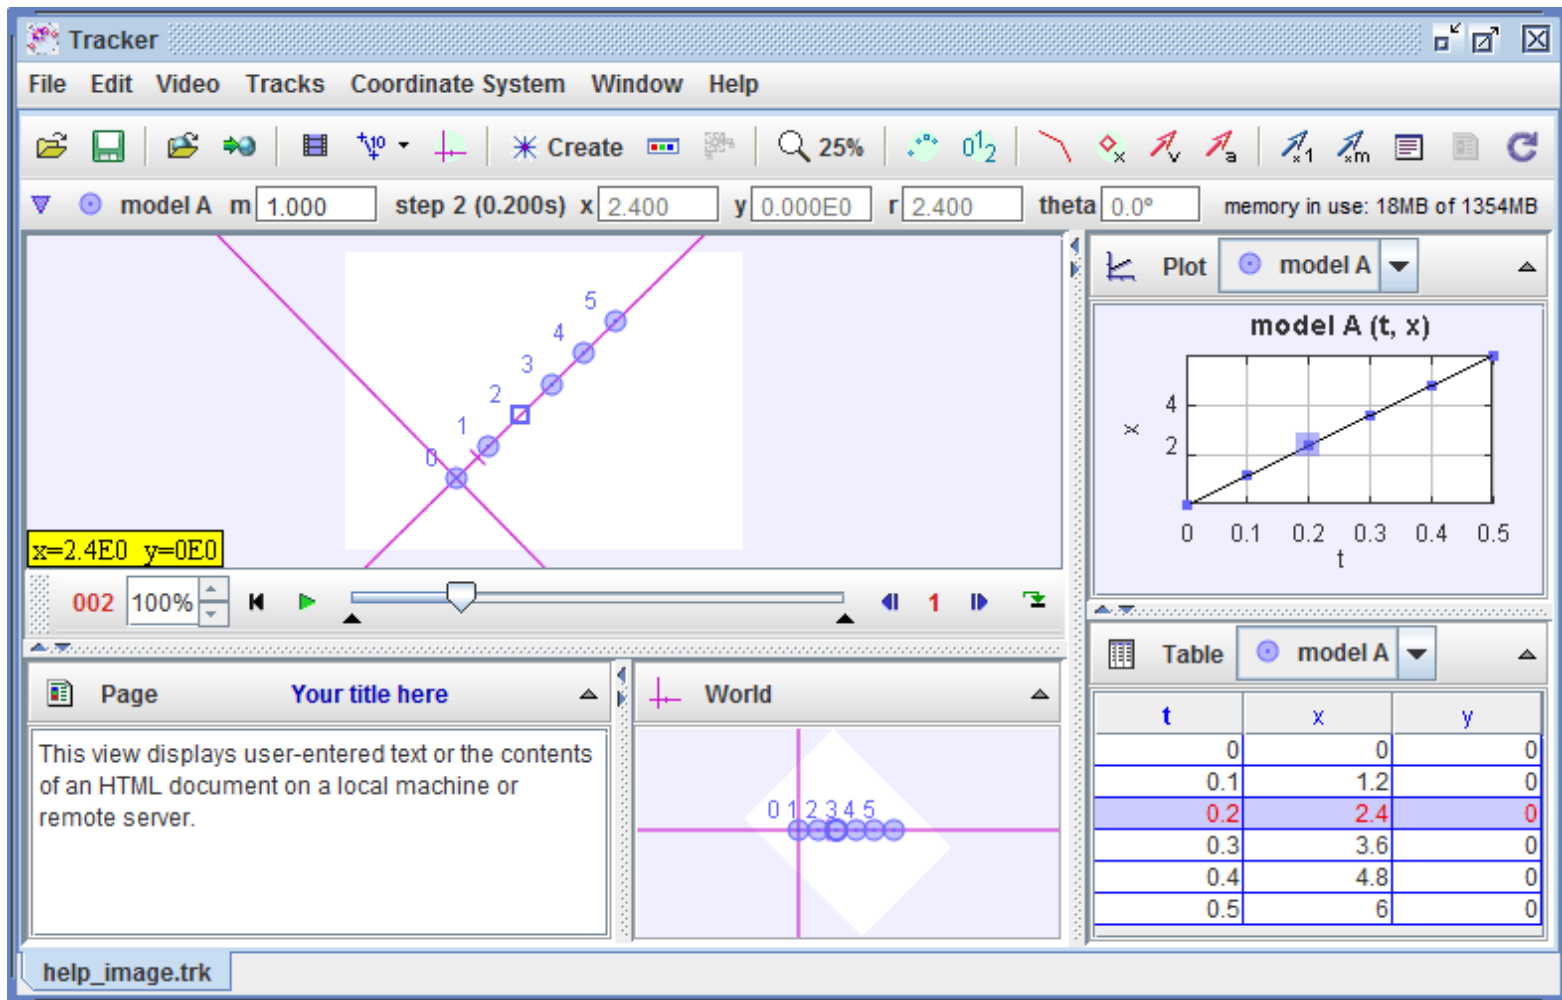 Tracker
File Edit Video Tracks Coordinate System Window Help
Create 25%
model A m 1.000 step 2 (0.200s) x 2.400 y 0.000E0 r 2.400 theta 0.0° memory in use: 18MB of 1354MB
5
4
3
2
1
0
x=2.4E0 y=0E0
002 100% 1
Plot model A
model A (t, x)
4
x
2
0 0.1 0.2 0.3 0.4 0.5
t
Page Your title here
This view displays user-entered text or the contents
of an HTML document on a local machine or
remote server.
World
0 1 2 3 4 5
Table model A
t x y
0 0 0
0.1 1.2 0
0.2 2.4 0
0.3 3.6 0
0.4 4.8 0
0.5 6 0
help_image.trk